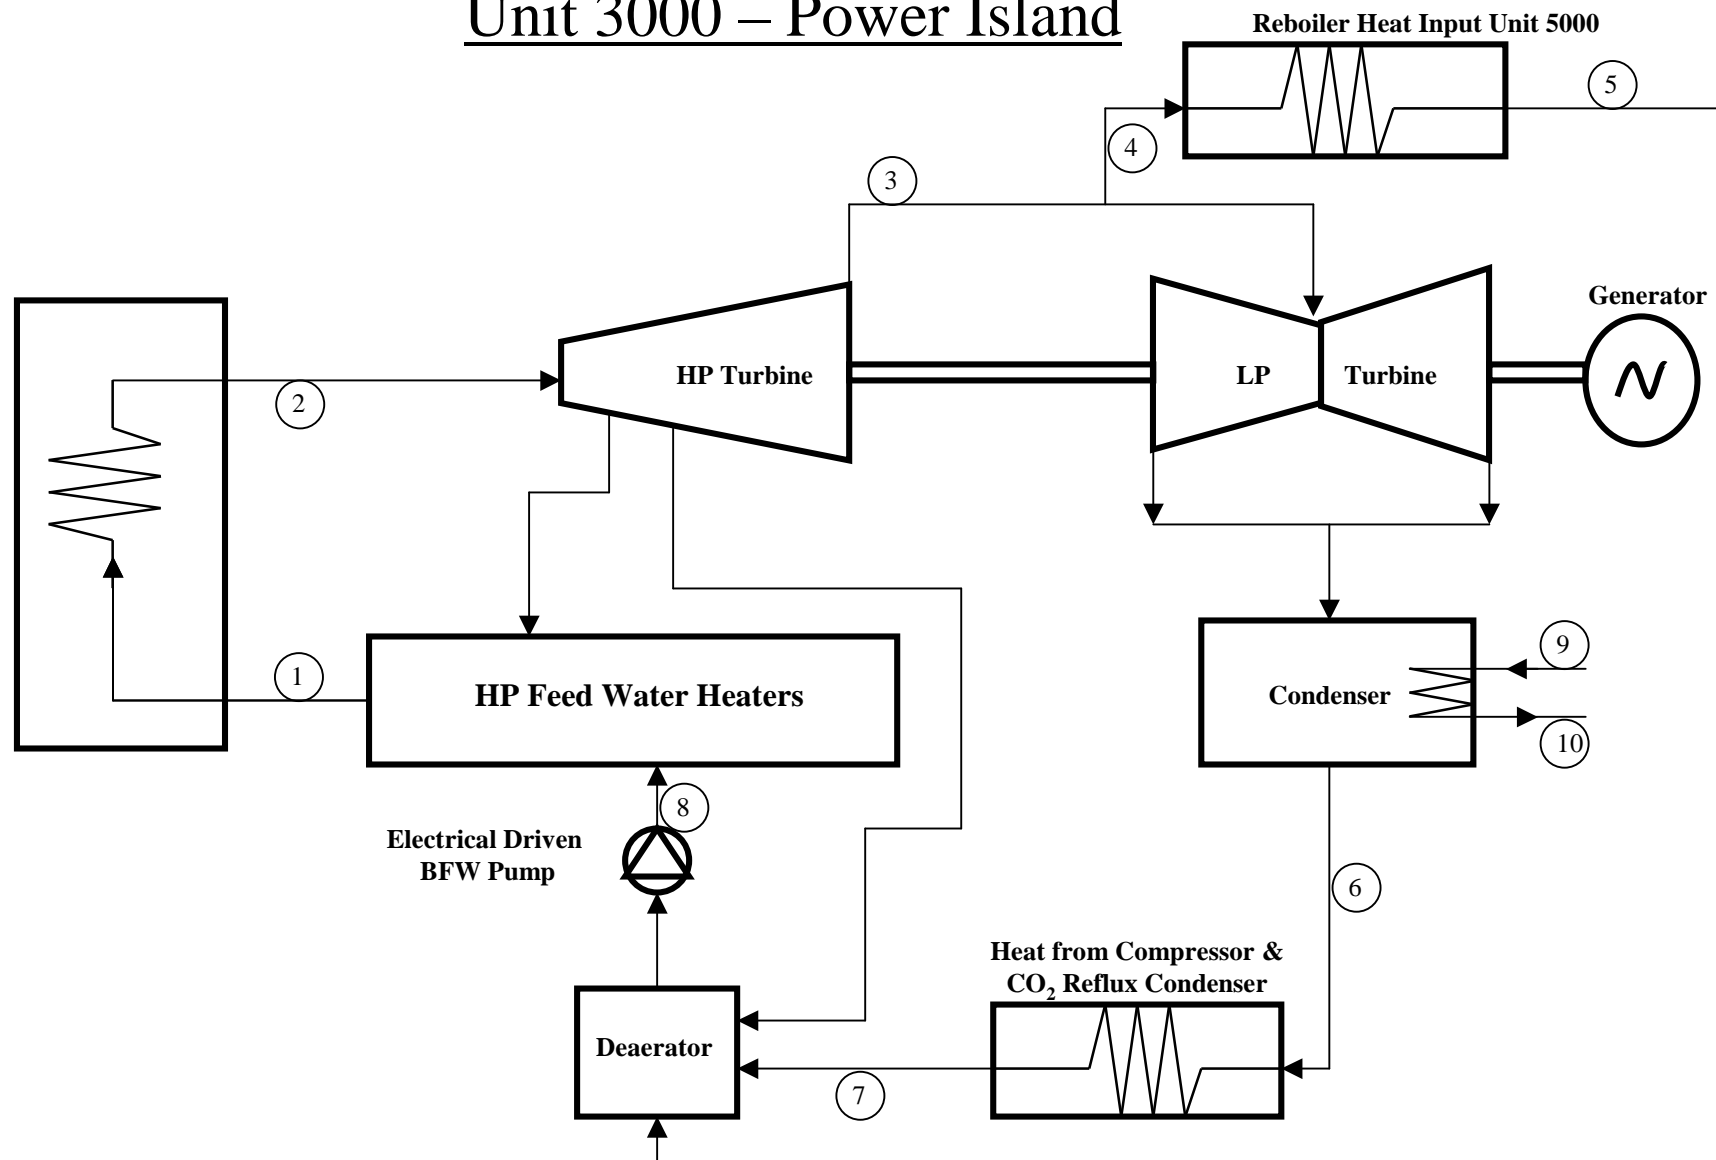 Unit 3000 – Power Island
Reboiler Heat Input Unit 5000
5
4
3
Generator
HP Turbine
LP Turbine
2
1
HP Feed Water Heaters
9
Condenser
10
8
Electrical Driven
BFW Pump
6
Heat from Compressor &
CO2 Reflux Condenser
Deaerator
7